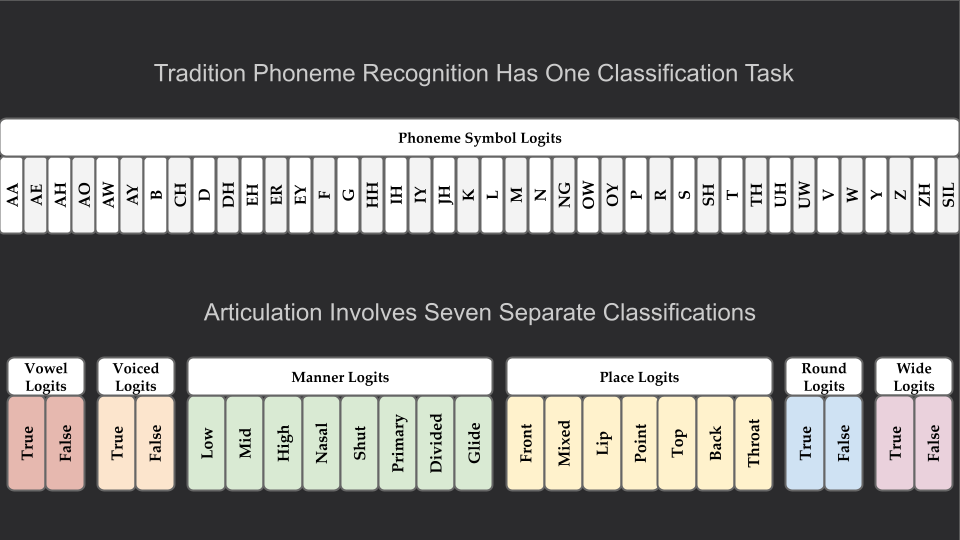 Tradition Phoneme Recognition Has One Classification Task
Phoneme Symbol Logits
AA AE AH AO AW AY B CH D DH EH ER EY F G HH IH IY JH K L M N NG OW OY P R S SH T TH UH UW V W Y Z ZH SIL
Articulation Involves Seven Separate Classifications
Vowel
Logits
True False
Voiced
Logits
True False
Manner Logits
Low Mid High Nasal Shut Primary Divided Glide
Place Logits
Front Mixed Lip Point Top Back Throat
Round
Logits
True False
Wide
Logits
True False